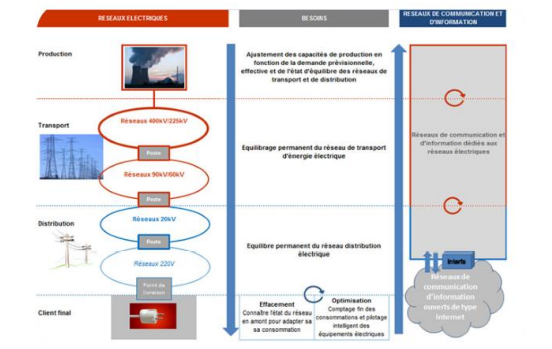 RESEAUX ELECTRIQUES
BESOINS
RESEAUX DE COMMUNICATION ET
D'INFORMATION
Production
Ajustement des capacités de production en
fonction de la demande prévisionnelle,
effective et de l'état d'équilibre des réseaux de
transport et de distribution
Transport
Réseaux 400kV/225kV
Poste
Réseaux 90kV/60kV
Poste
Equilibrage permanent du reseau de transport
d'énergie électrique
Réseaux de communication et
d'information dédiés aux
réseaux électriques
Distribution
Réseaux 20kV
Poste
Réseaux 220V
Point de
livraison
Equilibre permanent du réseau distribution
électrique
Interfa
Réseaux de
communication
d'information
ouverts de type
Internet
Client final
Effacement
Connaître l'état du réseau
en amont pour adapter sa
sa consommation
Optimisation
Comptage fin des
consommations et pilotage
intelligent des
équipements électriques